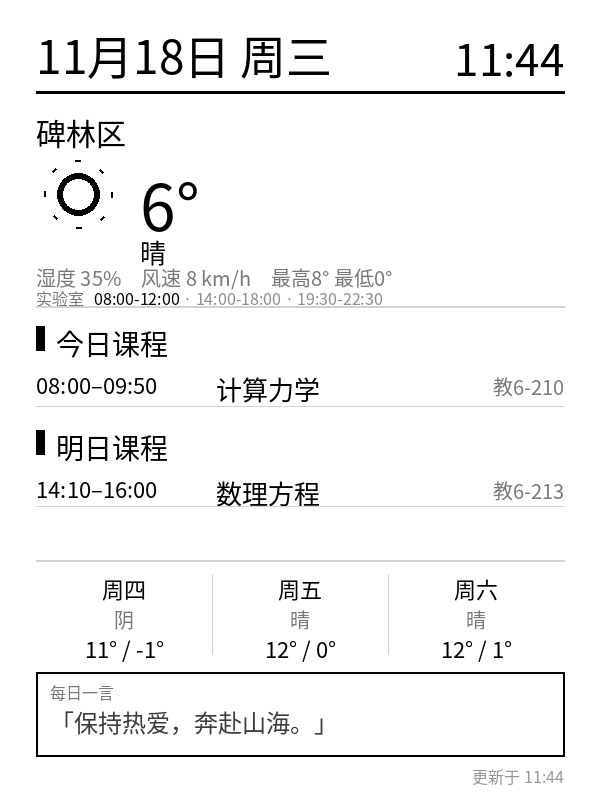 11月18日 周三 11:44
碑林区
6°
晴
湿度 35% 风速 8 km/h 最高8° 最低0°
实验室 08:00-12:00 · 14:00-18:00 · 19:30-22:30
今日课程
08:00–09:50 计算力学 教6-210
明日课程
14:10–16:00 数理方程 教6-213
周四 周五 周六
阴 晴 晴
11° / -1° 12° / 0° 12° / 1°
每日一言
「保持热爱，奔赴山海。」
更新于 11:44